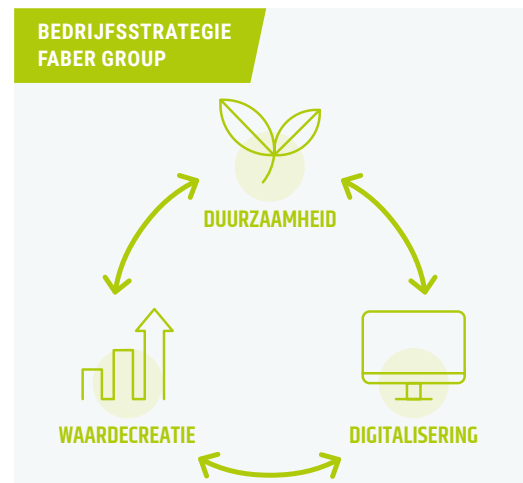 BEDRIJFSSTRATEGIE
FABER GROUP
DUURZAAMHEID
WAARDECREATIE
DIGITALISERING